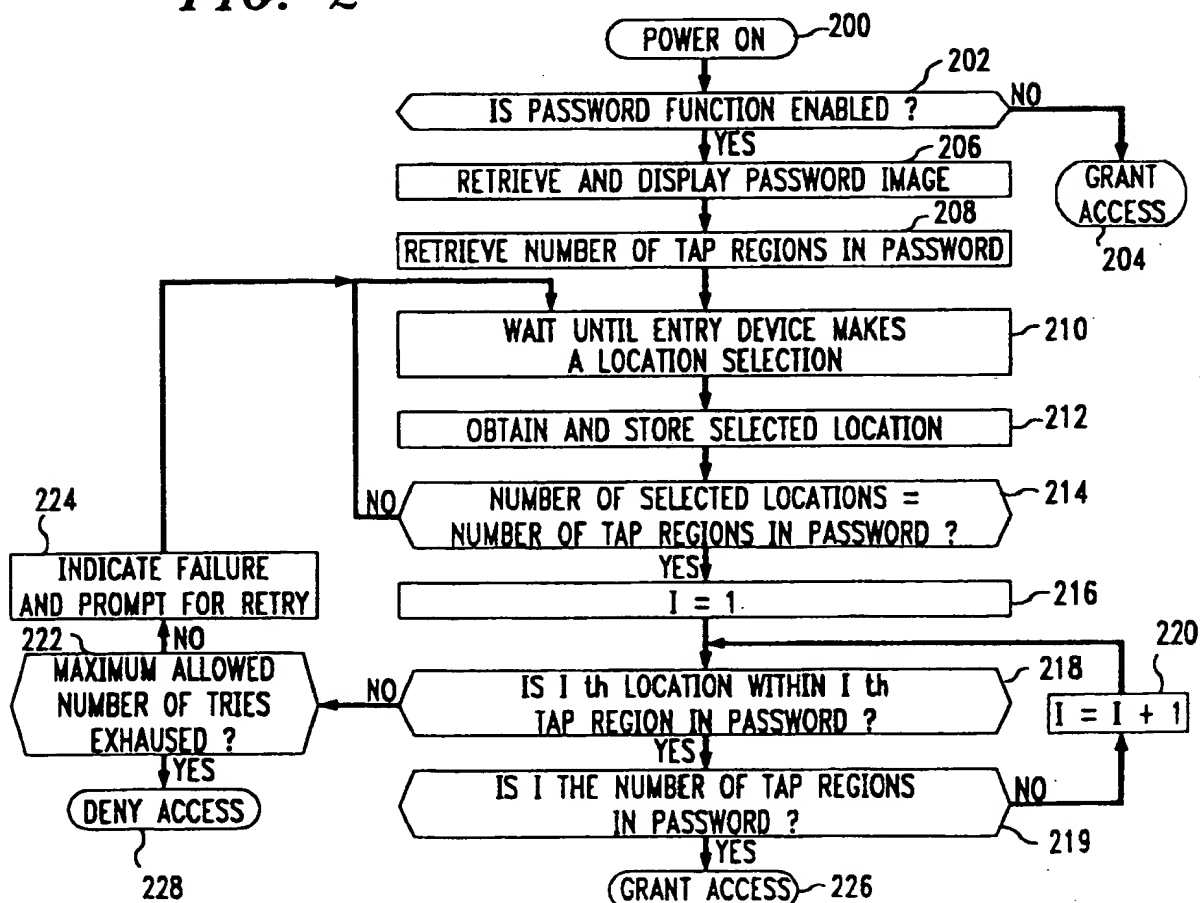 FIG. 2
POWER ON
200
202
IS PASSWORD FUNCTION ENABLED ?
NO
YES
206
RETRIEVE AND DISPLAY PASSWORD IMAGE
GRANT
ACCESS
204
208
RETRIEVE NUMBER OF TAP REGIONS IN PASSWORD
WAIT UNTIL ENTRY DEVICE MAKES
A LOCATION SELECTION
210
OBTAIN AND STORE SELECTED LOCATION
212
NUMBER OF SELECTED LOCATIONS =
NUMBER OF TAP REGIONS IN PASSWORD ?
214
NO
YES
224
INDICATE FAILURE
AND PROMPT FOR RETRY
I = 1
216
222
NO
MAXIMUM ALLOWED
NUMBER OF TRIES
EXHAUSED ?
NO
IS I th LOCATION WITHIN I th
TAP REGION IN PASSWORD ?
218
220
I = I + 1
YES
YES
DENY ACCESS
228
IS I THE NUMBER OF TAP REGIONS
IN PASSWORD ?
NO
219
YES
GRANT ACCESS
226